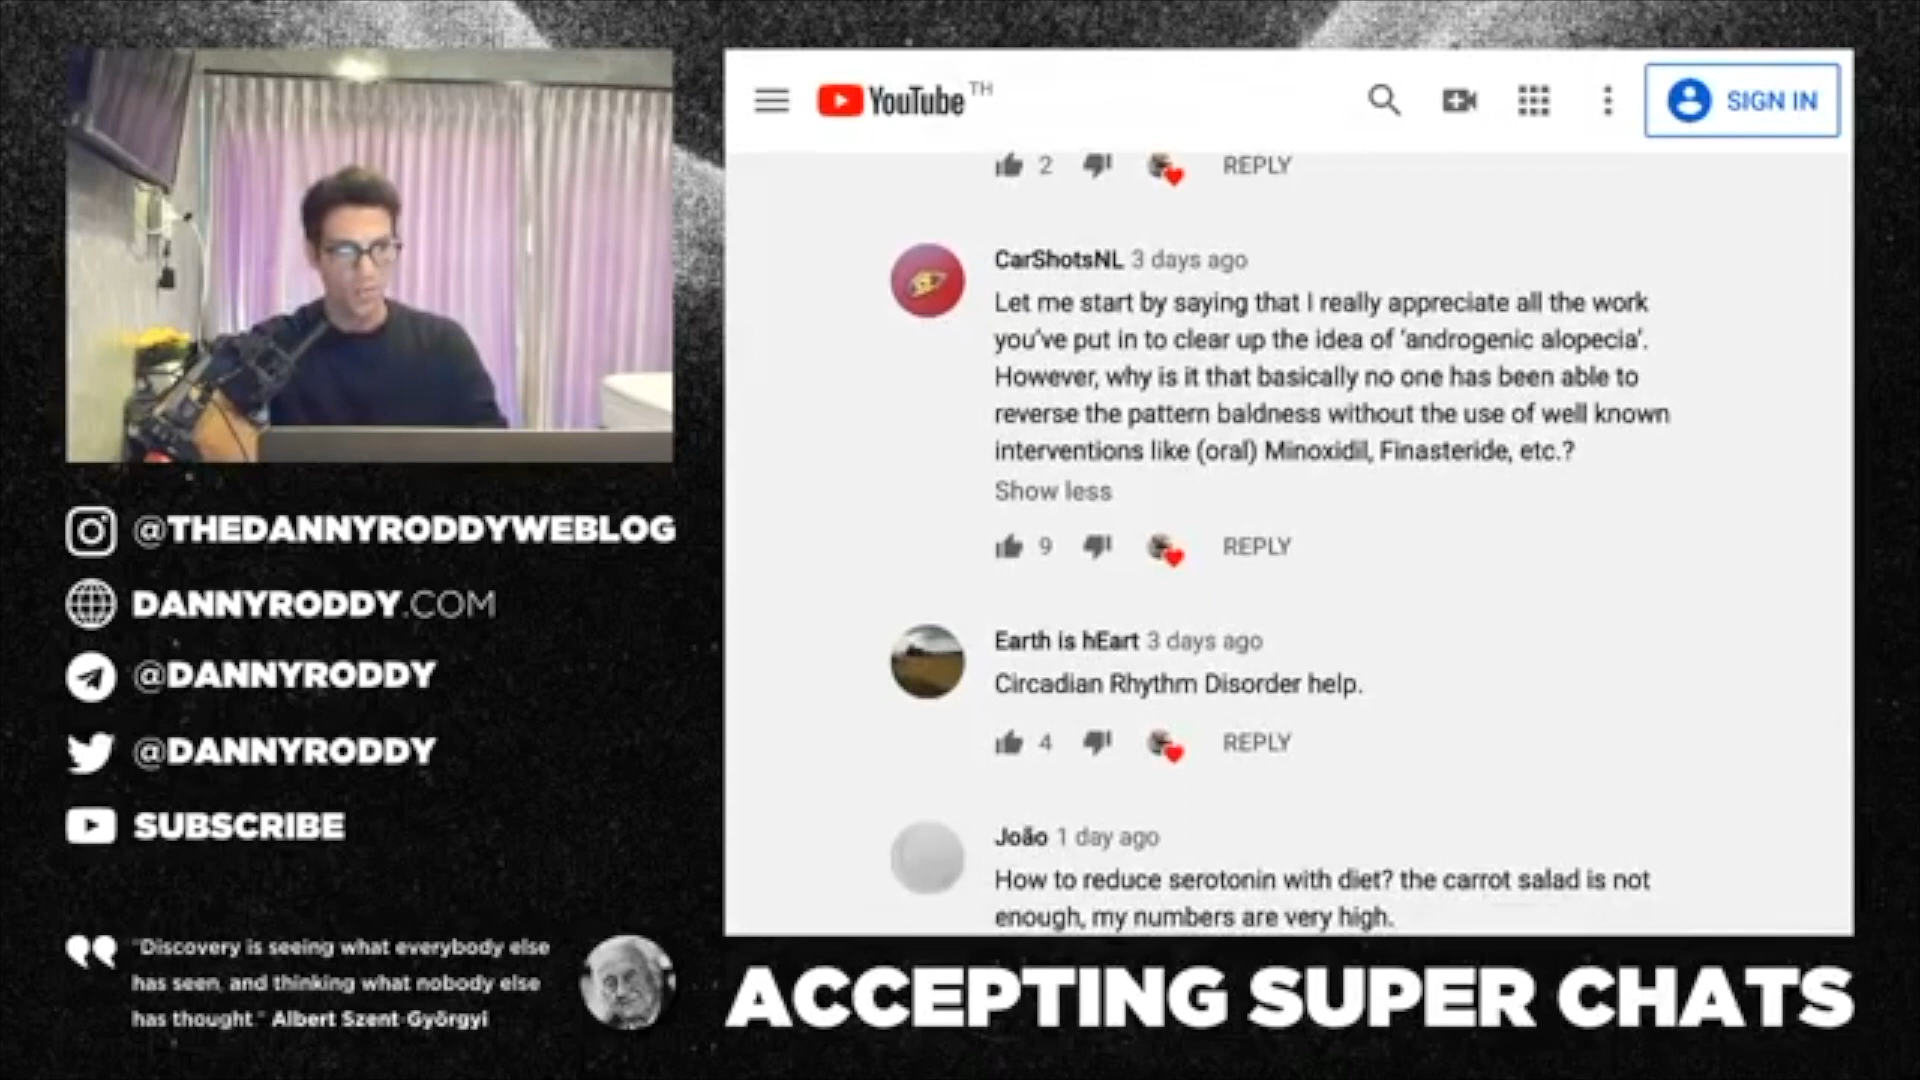 @THEDANNYRODDYWEBLOG
DANNYRODDY.COM
@DANNYRODDY
@DANNYRODDY
SUBSCRIBE
"Discovery is seeing what everybody else
has seen, and thinking what nobody else
has thought." Albert Szent-Györgyi
YouTube TH
SIGN IN
2 REPLY
CarShotsNL 3 days ago
Let me start by saying that I really appreciate all the work
you've put in to clear up the idea of 'androgenic alopecia'.
However, why is it that basically no one has been able to
reverse the pattern baldness without the use of well known
interventions like (oral) Minoxidil, Finasteride, etc.?
Show less
9 REPLY
Earth is hEart 3 days ago
Circadian Rhythm Disorder help.
4 REPLY
João 1 day ago
How to reduce serotonin with diet? the carrot salad is not
enough, my numbers are very high.
ACCEPTING SUPER CHATS